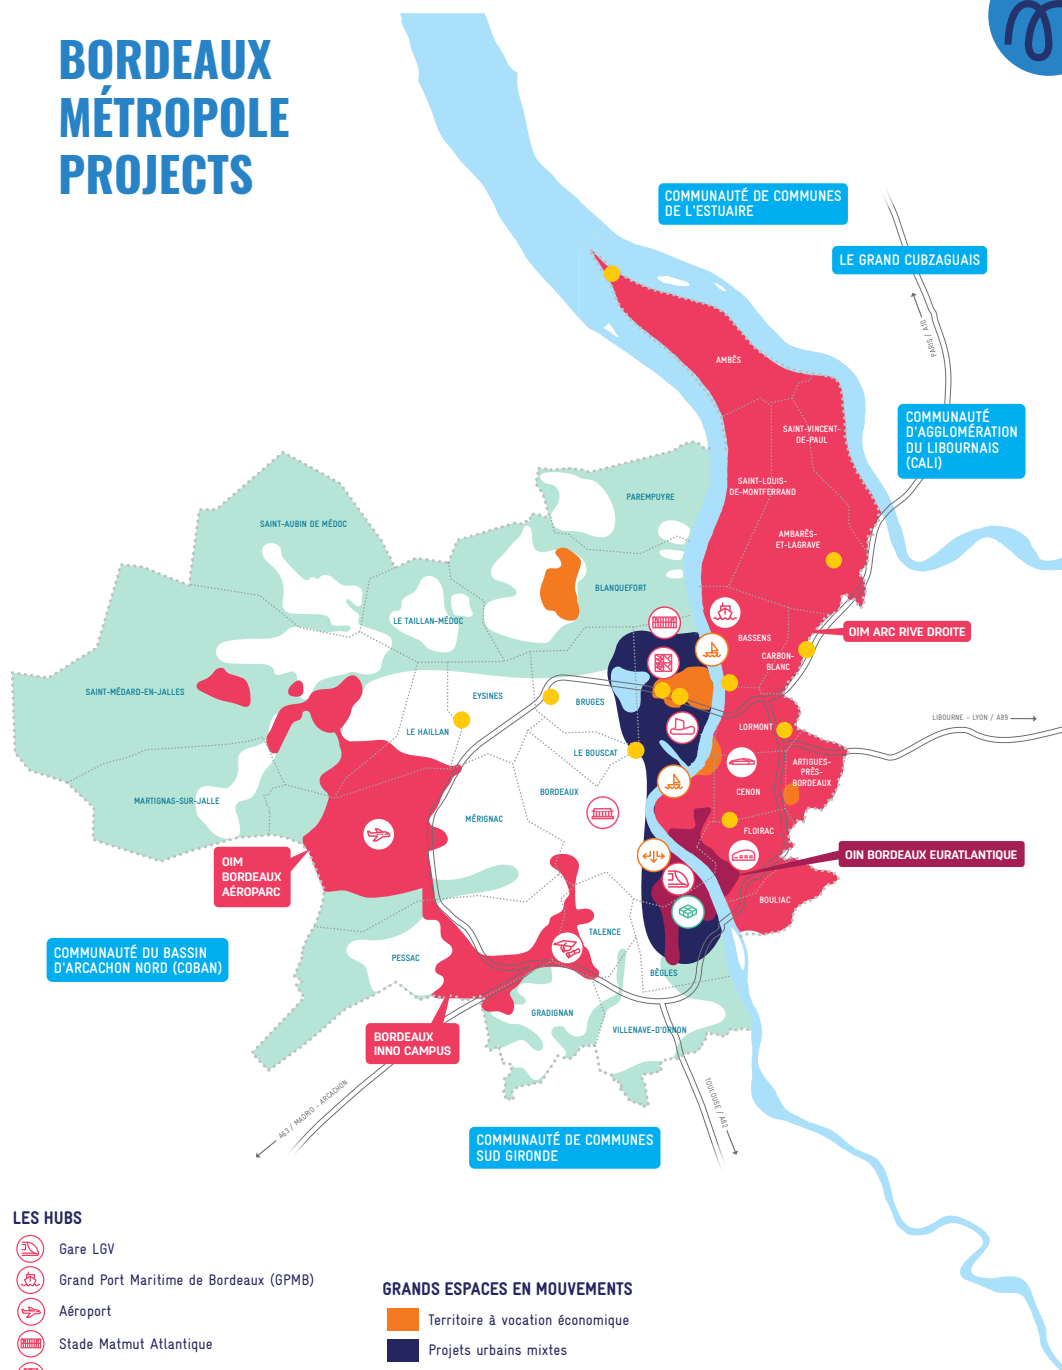 BORDEAUX
MÉTROPOLE
PROJECTS
COMMUNAUTÉ DE COMMUNES
DE L'ESTUAIRE
LE GRAND CUBZAGUAIS
PARIS / A10
AMBÈS
COMMUNAUTÉ
D'AGGLOMÉRATION
DU LIBOURNAIS
(CALI)
SAINT-VINCENT-
DE-PAUL
SAINT-LOUIS-
DE-MONTFERRAND
PAREMPUYRE
SAINT-AUBIN DE MÉDOC
AMBARÈS-
ET-LAGRAVE
BLANQUEFORT
LE TAILLAN-MÉDOC
OIM ARC RIVE DROITE
BASSENS
CARBON-
BLANC
SAINT-MÉDARD-EN-JALLES
EYSINES
BRUGES
LIBOURNE - LYON / A89
LORMONT
LE HAILLAN
LE BOUSCAT
ARTIGUES-
PRÈS-
BORDEAUX
BORDEAUX
CENON
MARTIGNAS-SUR-JALLE
MÉRIGNAC
FLOIRAC
OIM
BORDEAUX
AÉROPARC
OIN BORDEAUX EURATLANTIQUE
BOULIAC
TALENCE
COMMUNAUTÉ DU BASSIN
D'ARCACHON NORD (COBAN)
PESSAC
BÈGLES
GRADIGNAN
VILLENAVE-D'ORNON
BORDEAUX
INNO CAMPUS
A63 / MADRID - ARCACHON
TOULOUSE / A62
COMMUNAUTÉ DE COMMUNES
SUD GIRONDE
LES HUBS
Gare LGV
Grand Port Maritime de Bordeaux (GPMB)
Aéroport
Stade Matmut Atlantique
GRANDS ESPACES EN MOUVEMENTS
Territoire à vocation économique
Projets urbains mixtes